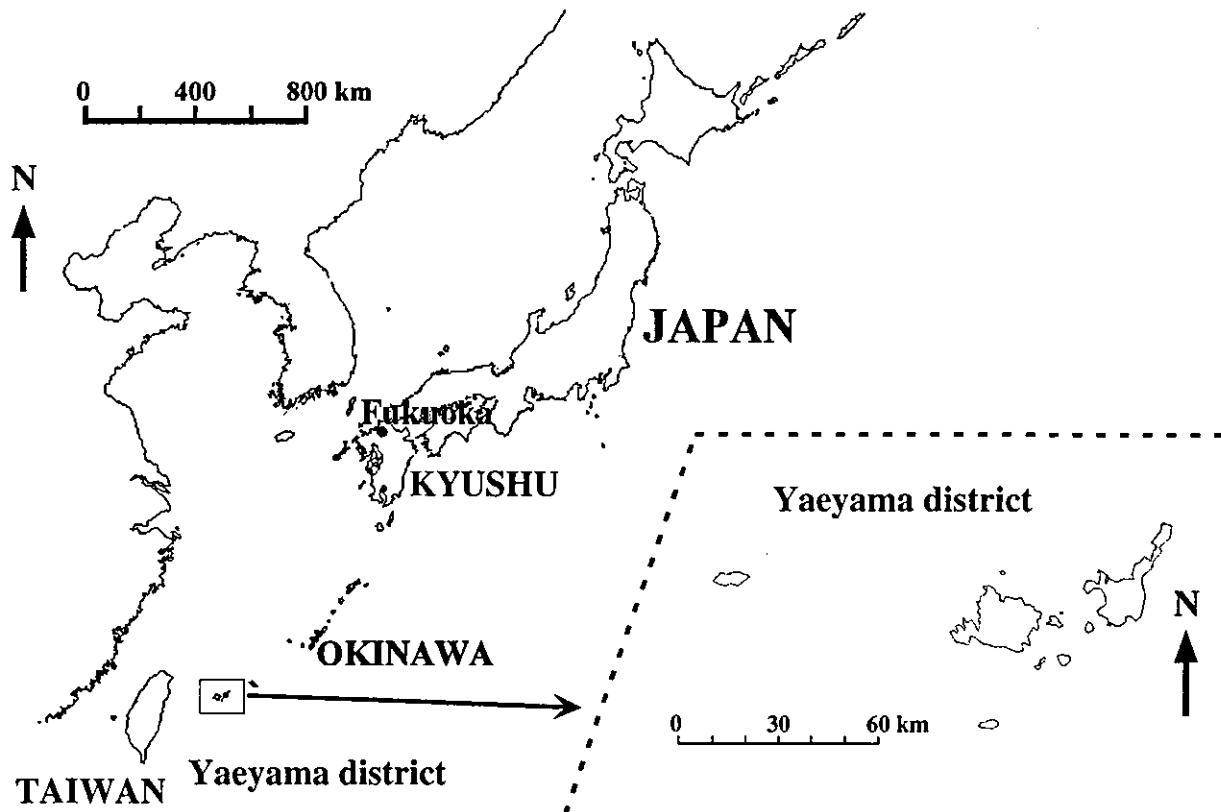 0 400 800 km
N
JAPAN
Fukuoka
KYUSHU
OKINAWA
TAIWAN
Yaeyama district
Yaeyama district
N
0 30 60 km